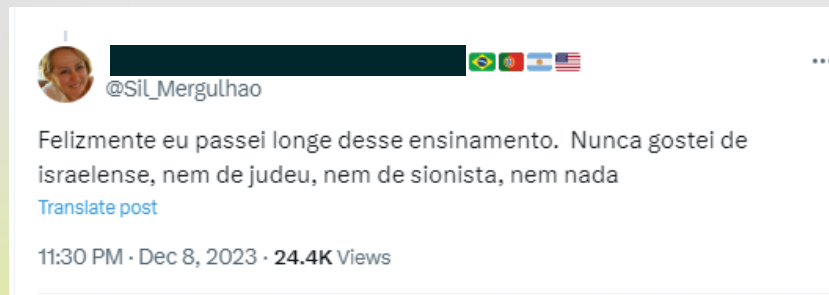 @Sil_Mergulhao
Felizmente eu passei longe desse ensinamento.  Nunca gostei de
israelense, nem de judeu, nem de sionista, nem nada
Translate post
11:30 PM · Dec 8, 2023 · 24.4K Views